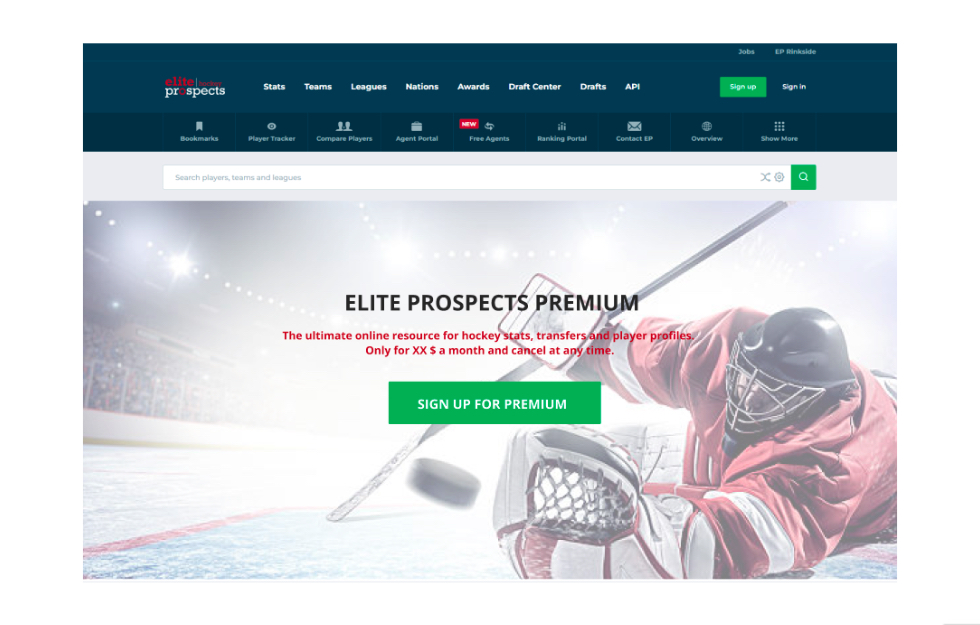 Jobs EP Rinkside
elite hockey
prospects
Stats Teams Leagues Nations Awards Draft Center Drafts API Sign up Sign in
NEW
Bookmarks Player Tracker Compare Players Agent Portal Free Agents Ranking Portal Contact EP Overview Show More
Search players, teams and leagues
ELITE PROSPECTS PREMIUM
The ultimate online resource for hockey stats, transfers and player profiles.
Only for XX $ a month and cancel at any time.
SIGN UP FOR PREMIUM